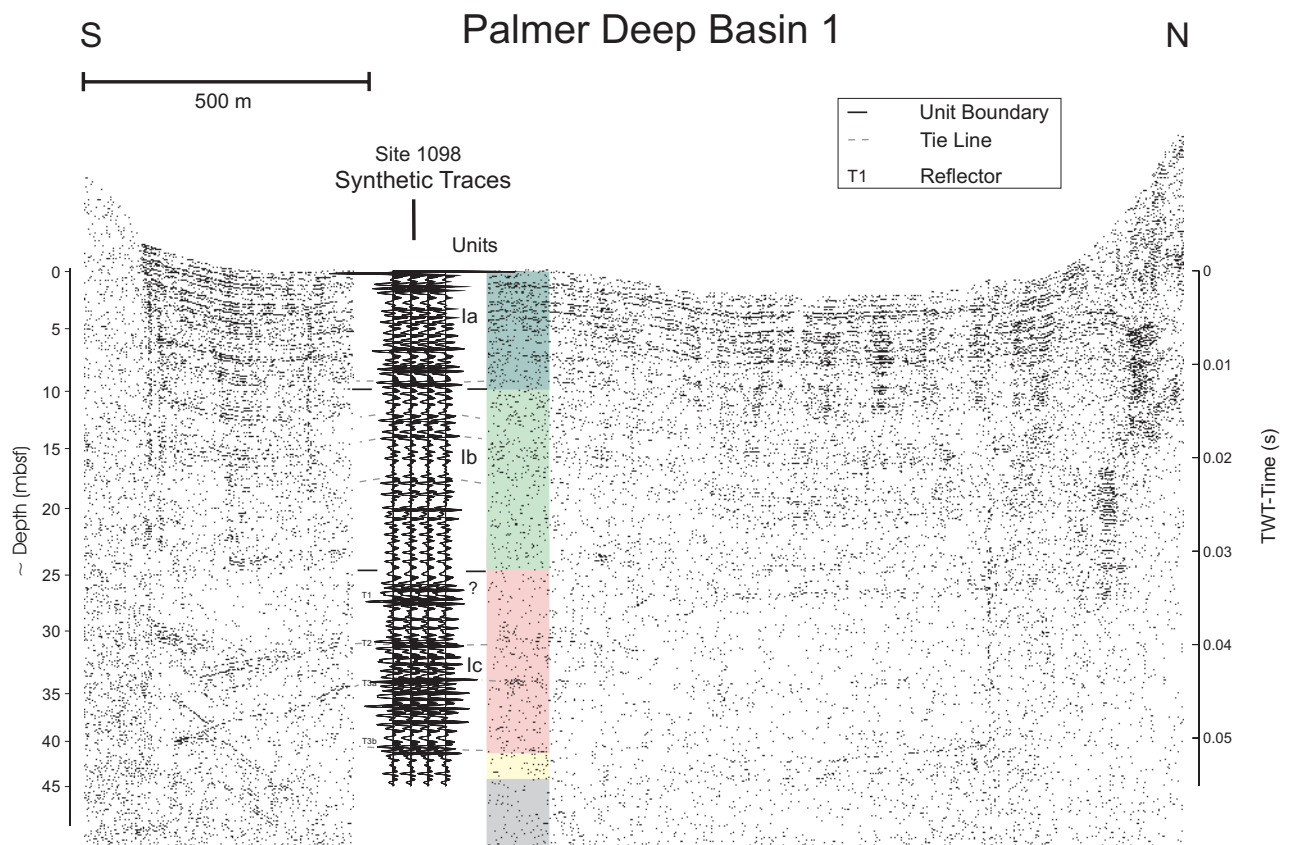 Palmer Deep Basin 1
S
N
500 m
Unit Boundary
Tie Line
T1 Reflector
Site 1098
Synthetic Traces
Units
0
5
10
15
20
25
30
35
40
45
~ Depth (mbsf)
Ia
Ib
?
Ic
T1
T2
T3a
T3b
0
0.01
0.02
0.03
0.04
0.05
TWT-Time (s)